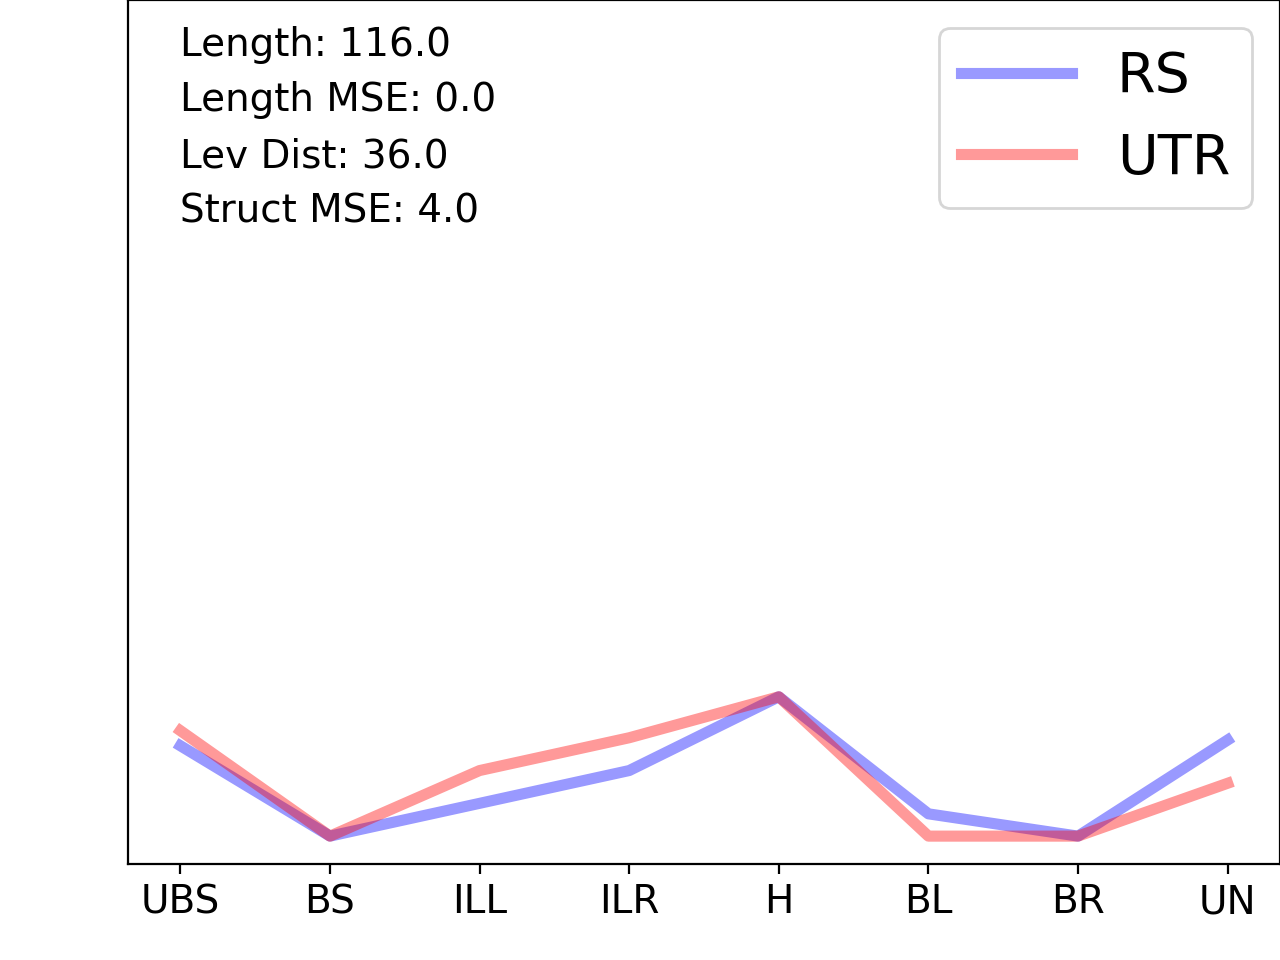 Length: 116.0
Length MSE: 0.0
Lev Dist: 36.0
Struct MSE: 4.0
RS
UTR
UBS BS ILL ILR H BL BR UN